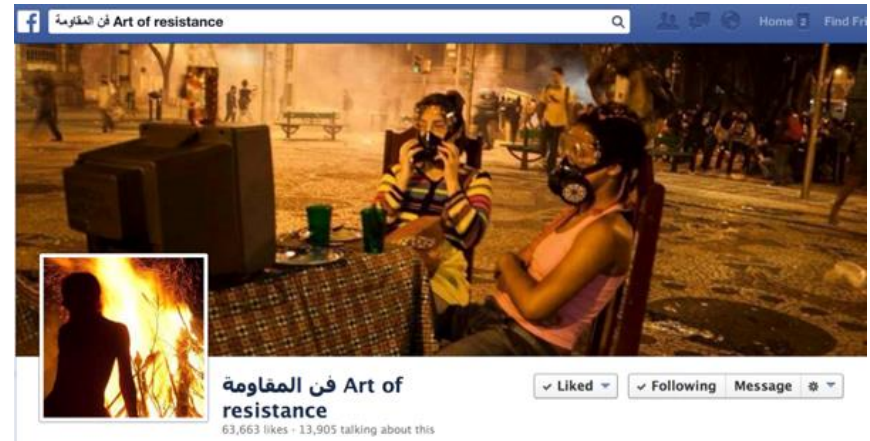 f
فن المقاومة Art of resistance
Home 2 Find Fri
فن المقاومة Art of
resistance
Liked
Following Message
63,663 likes · 13,905 talking about this